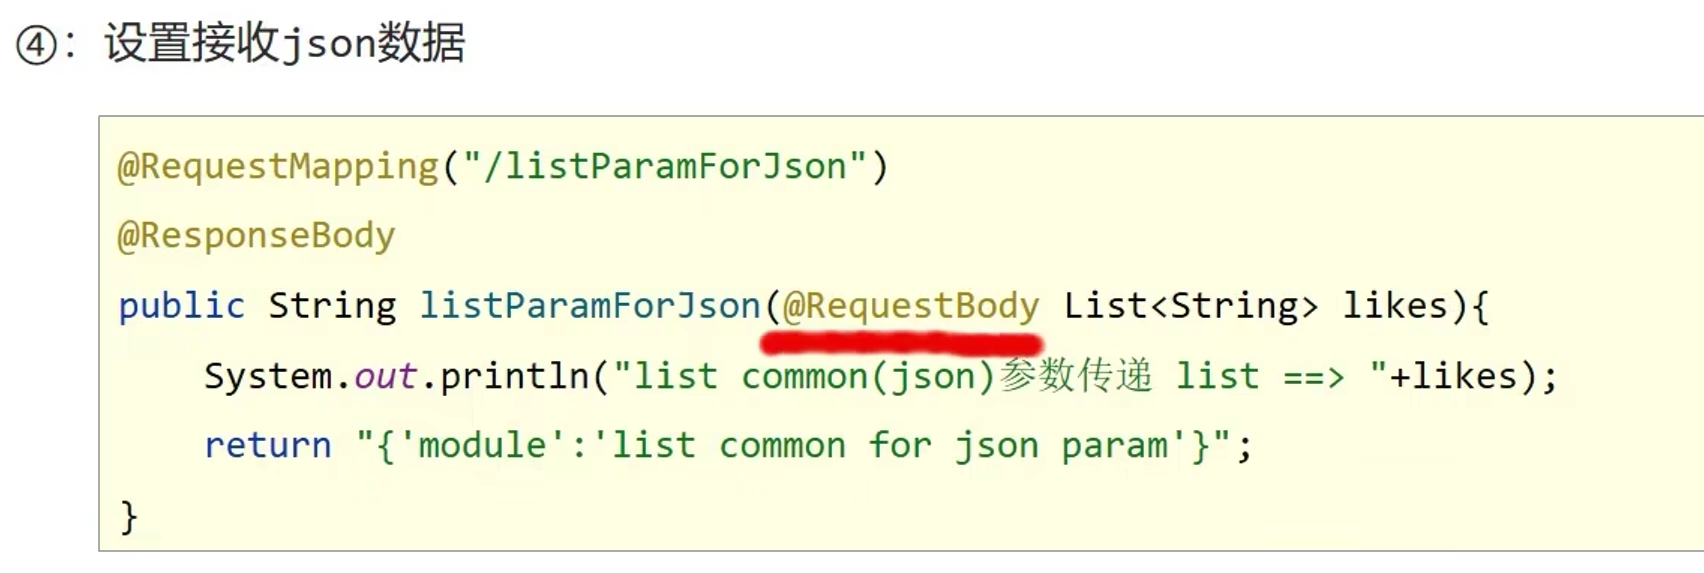 ④：设置接收json数据
@RequestMapping("/listParamForJson")
@ResponseBody
public String listParamForJson(@RequestBody List<String> likes){
System.out.println("list common(json)参数传递 list ==> "+likes);
return "{'module':'list common for json param'}";
}